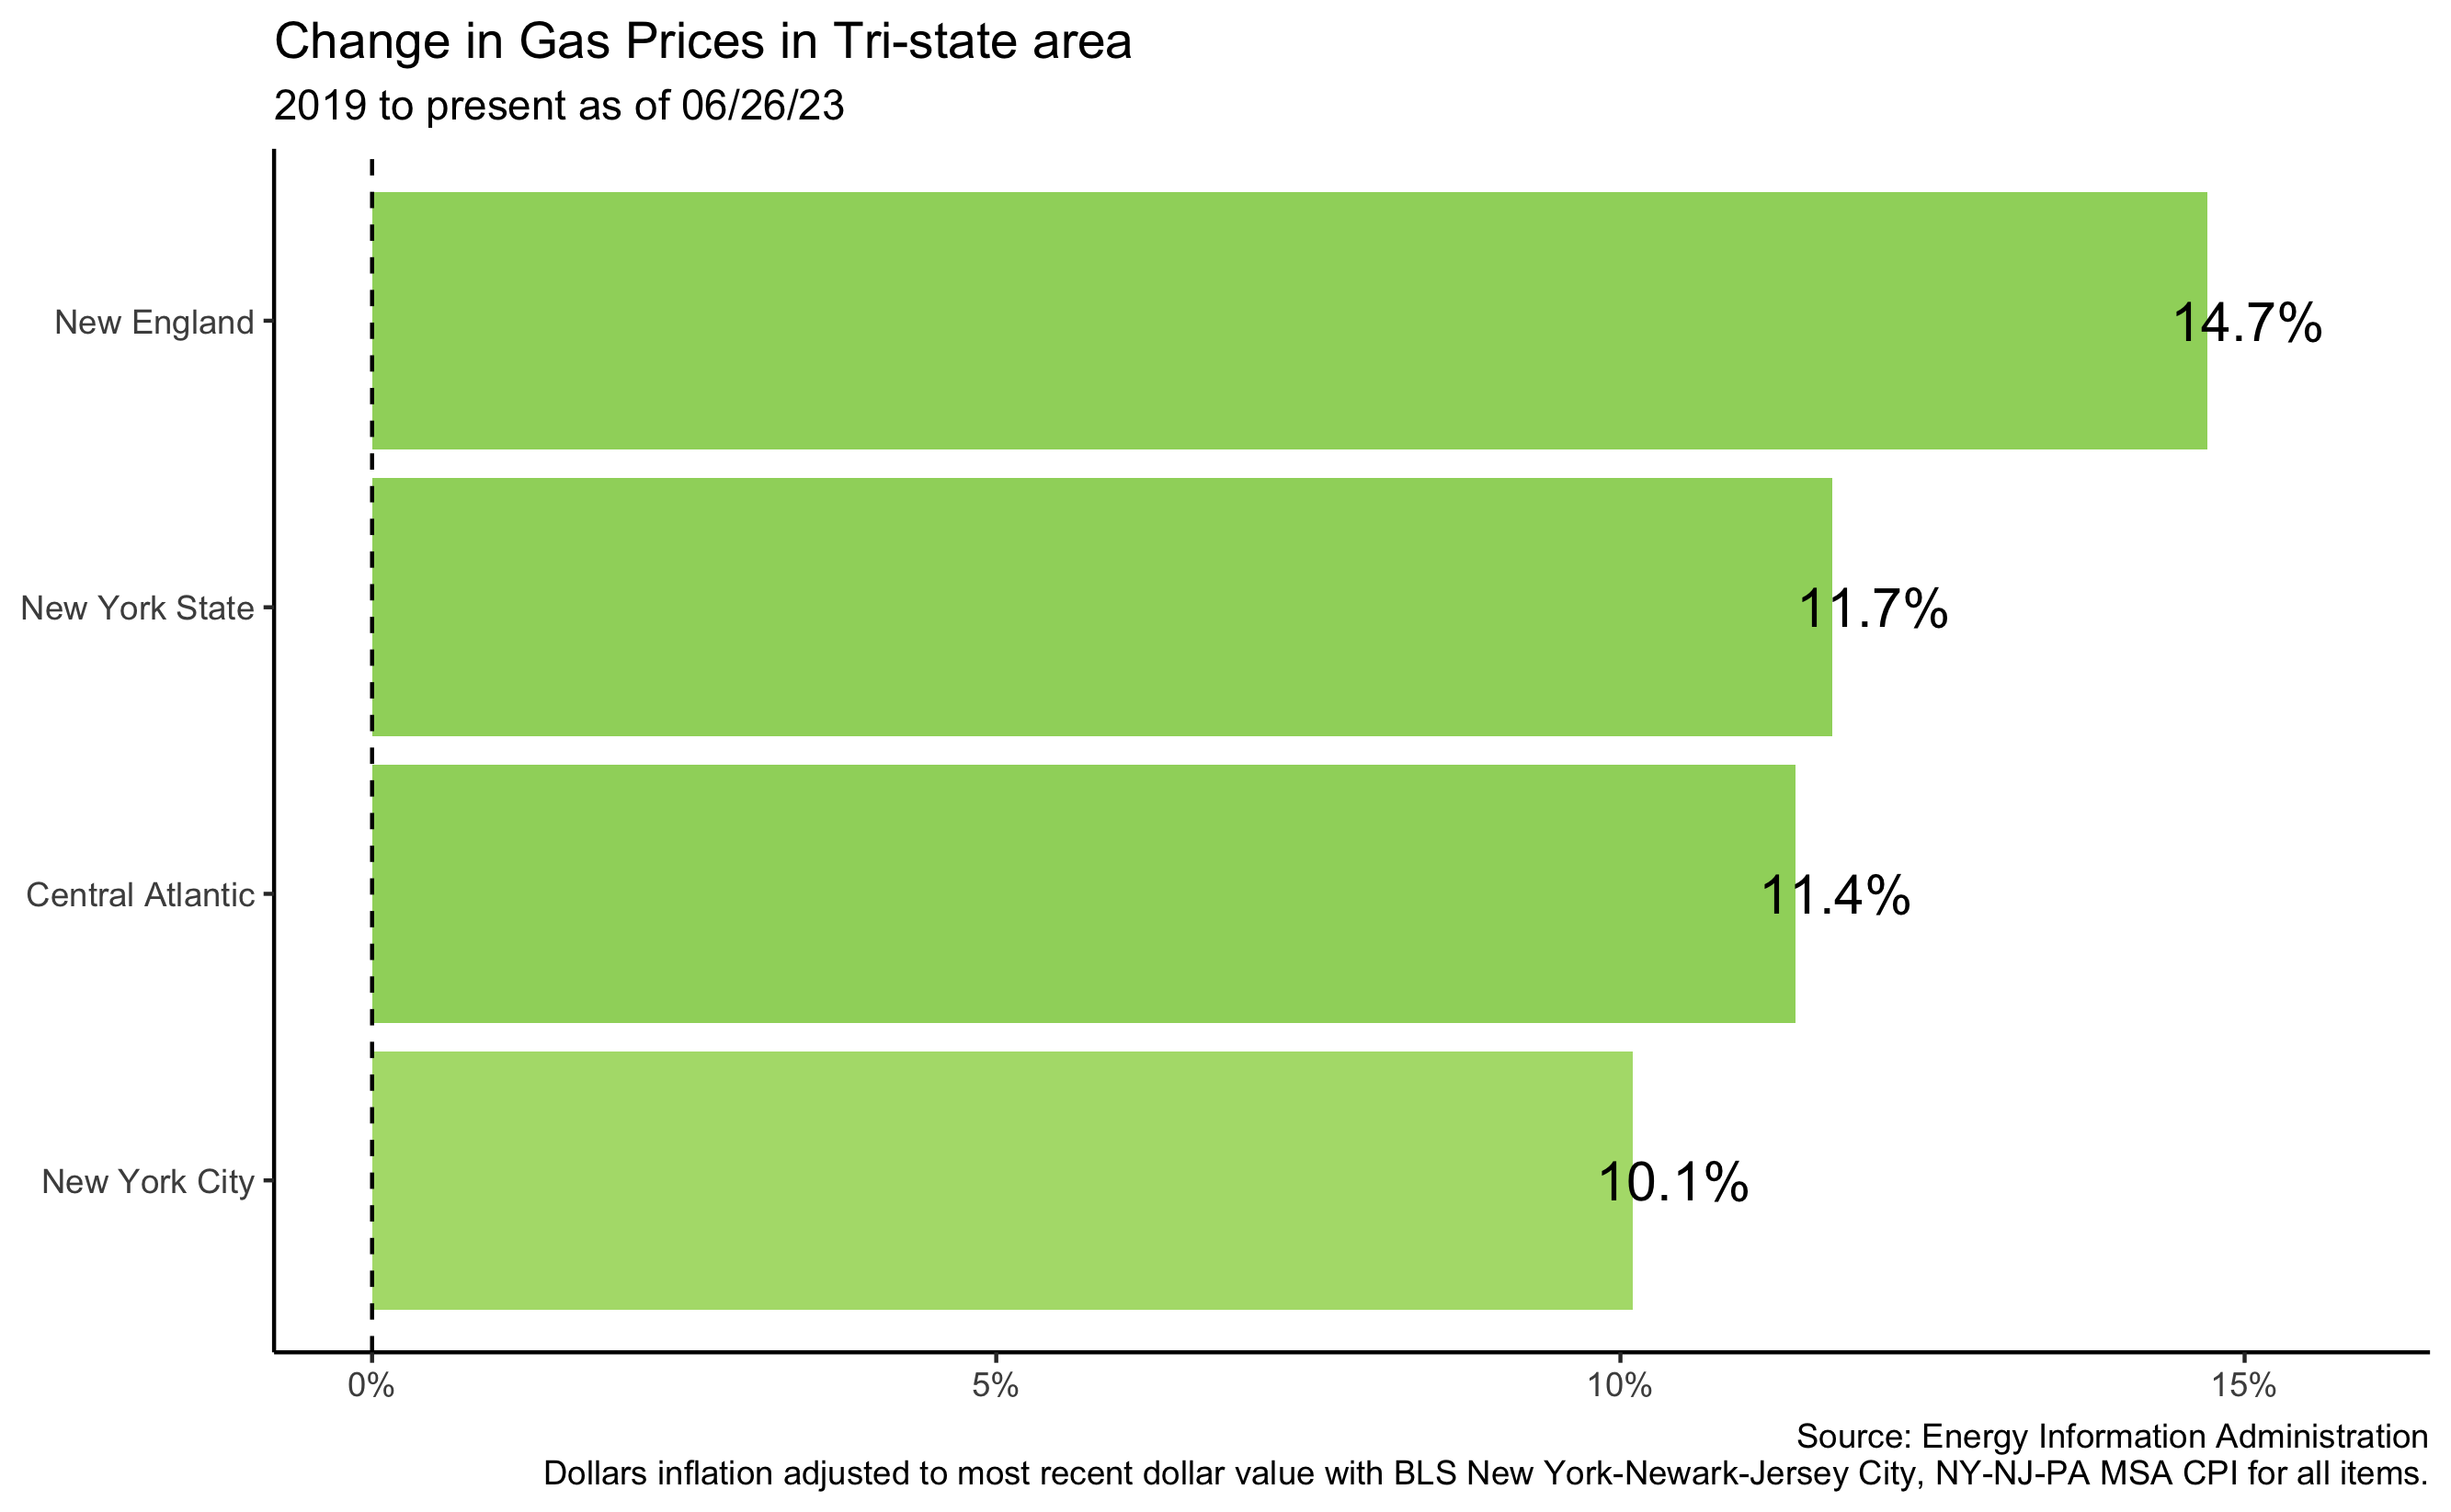 Change in Gas Prices in Tri-state area
2019 to present as of 06/26/23
New England
14.7%
New York State
11.7%
Central Atlantic
11.4%
New York City
10.1%
0%
5%
10%
15%
Source: Energy Information Administration
Dollars inflation adjusted to most recent dollar value with BLS New York-Newark-Jersey City, NY-NJ-PA MSA CPI for all items.